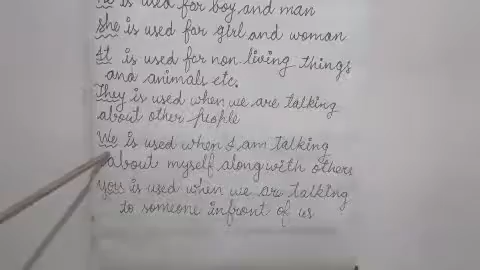 He is used for boy and man
she is used for girl and woman
It is used for non living things
and animals etc.
They is used when we are talking
about other people
We is used when I am talking
about myself along with others
you is used when we are talking
to someone infront of us